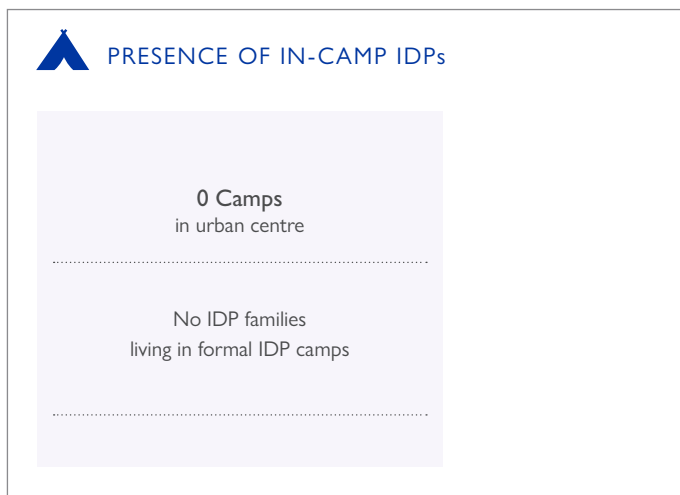 PRESENCE OF IN-CAMP IDPs
0 Camps
in urban centre
No IDP families
living in formal IDP camps